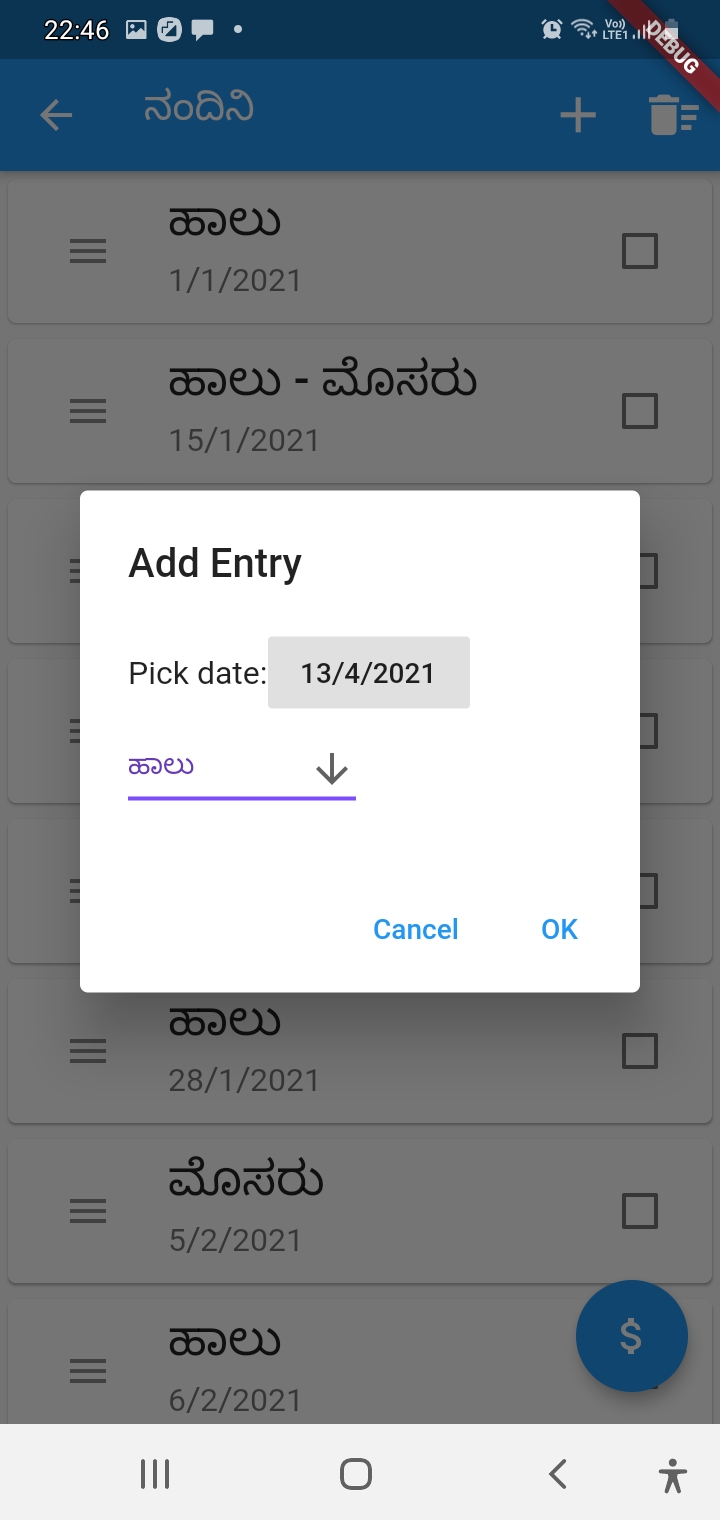 22:46
Vo)) LTE1
DEBUG
ನಂದಿನಿ
ಹಾಲು
1/1/2021
ಹಾಲು - ಮೊಸರು
15/1/2021
Add Entry
Pick date: 13/4/2021
ಹಾಲು
Cancel OK
ಹಾಲು
28/1/2021
ಮೊಸರು
5/2/2021
$
ಹಾಲು
6/2/2021